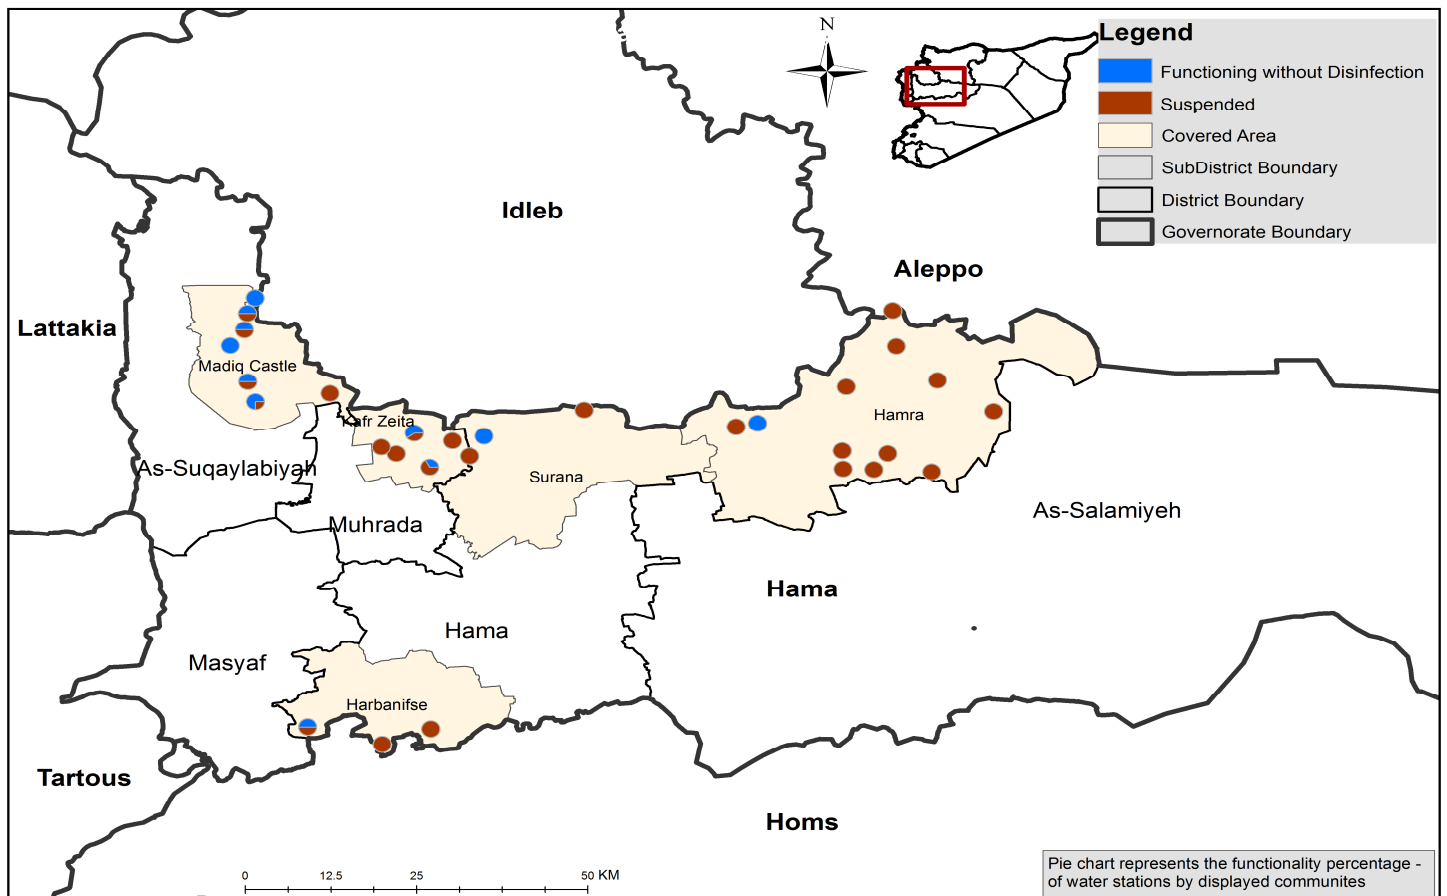 N
Legend
Functioning without Disinfection
Suspended
Covered Area
SubDistrict Boundary
District Boundary
Governorate Boundary
Idleb
Aleppo
Lattakia
Madiq Castle
Kafr Zeita
Hamra
As-Suqaylabiyah
Surana
Muhrada
As-Salamiyeh
Hama
Hama
Masyaf
Harbanifse
Tartous
Homs
0 12.5 25 50 KM
Pie chart represents the functionality percentage -
of water stations by displayed communites